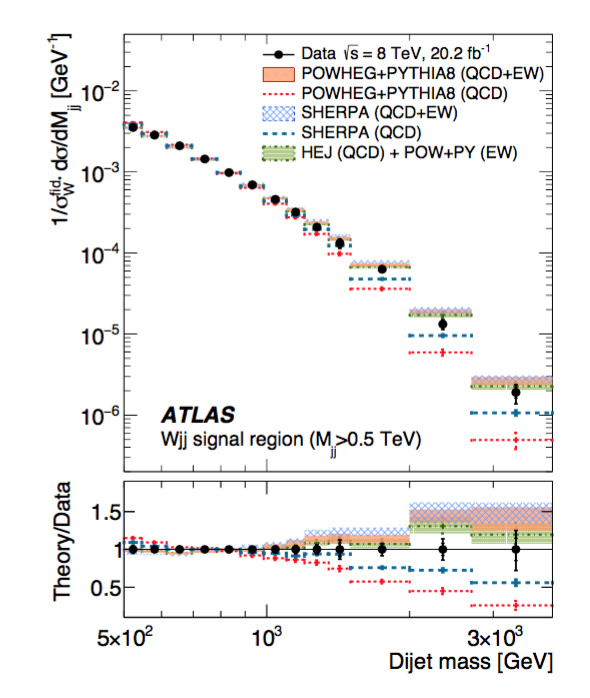 1/σ_W^fid. dσ/dM_jj [GeV⁻¹]
10⁻²
10⁻³
10⁻⁴
10⁻⁵
10⁻⁶
Data √s = 8 TeV, 20.2 fb⁻¹
POWHEG+PYTHIA8 (QCD+EW)
POWHEG+PYTHIA8 (QCD)
SHERPA (QCD+EW)
SHERPA (QCD)
HEJ (QCD) + POW+PY (EW)
ATLAS
Wjj signal region (M_jj>0.5 TeV)
Theory/Data
1.5
1
0.5
5×10²
10³
3×10³
Dijet mass [GeV]